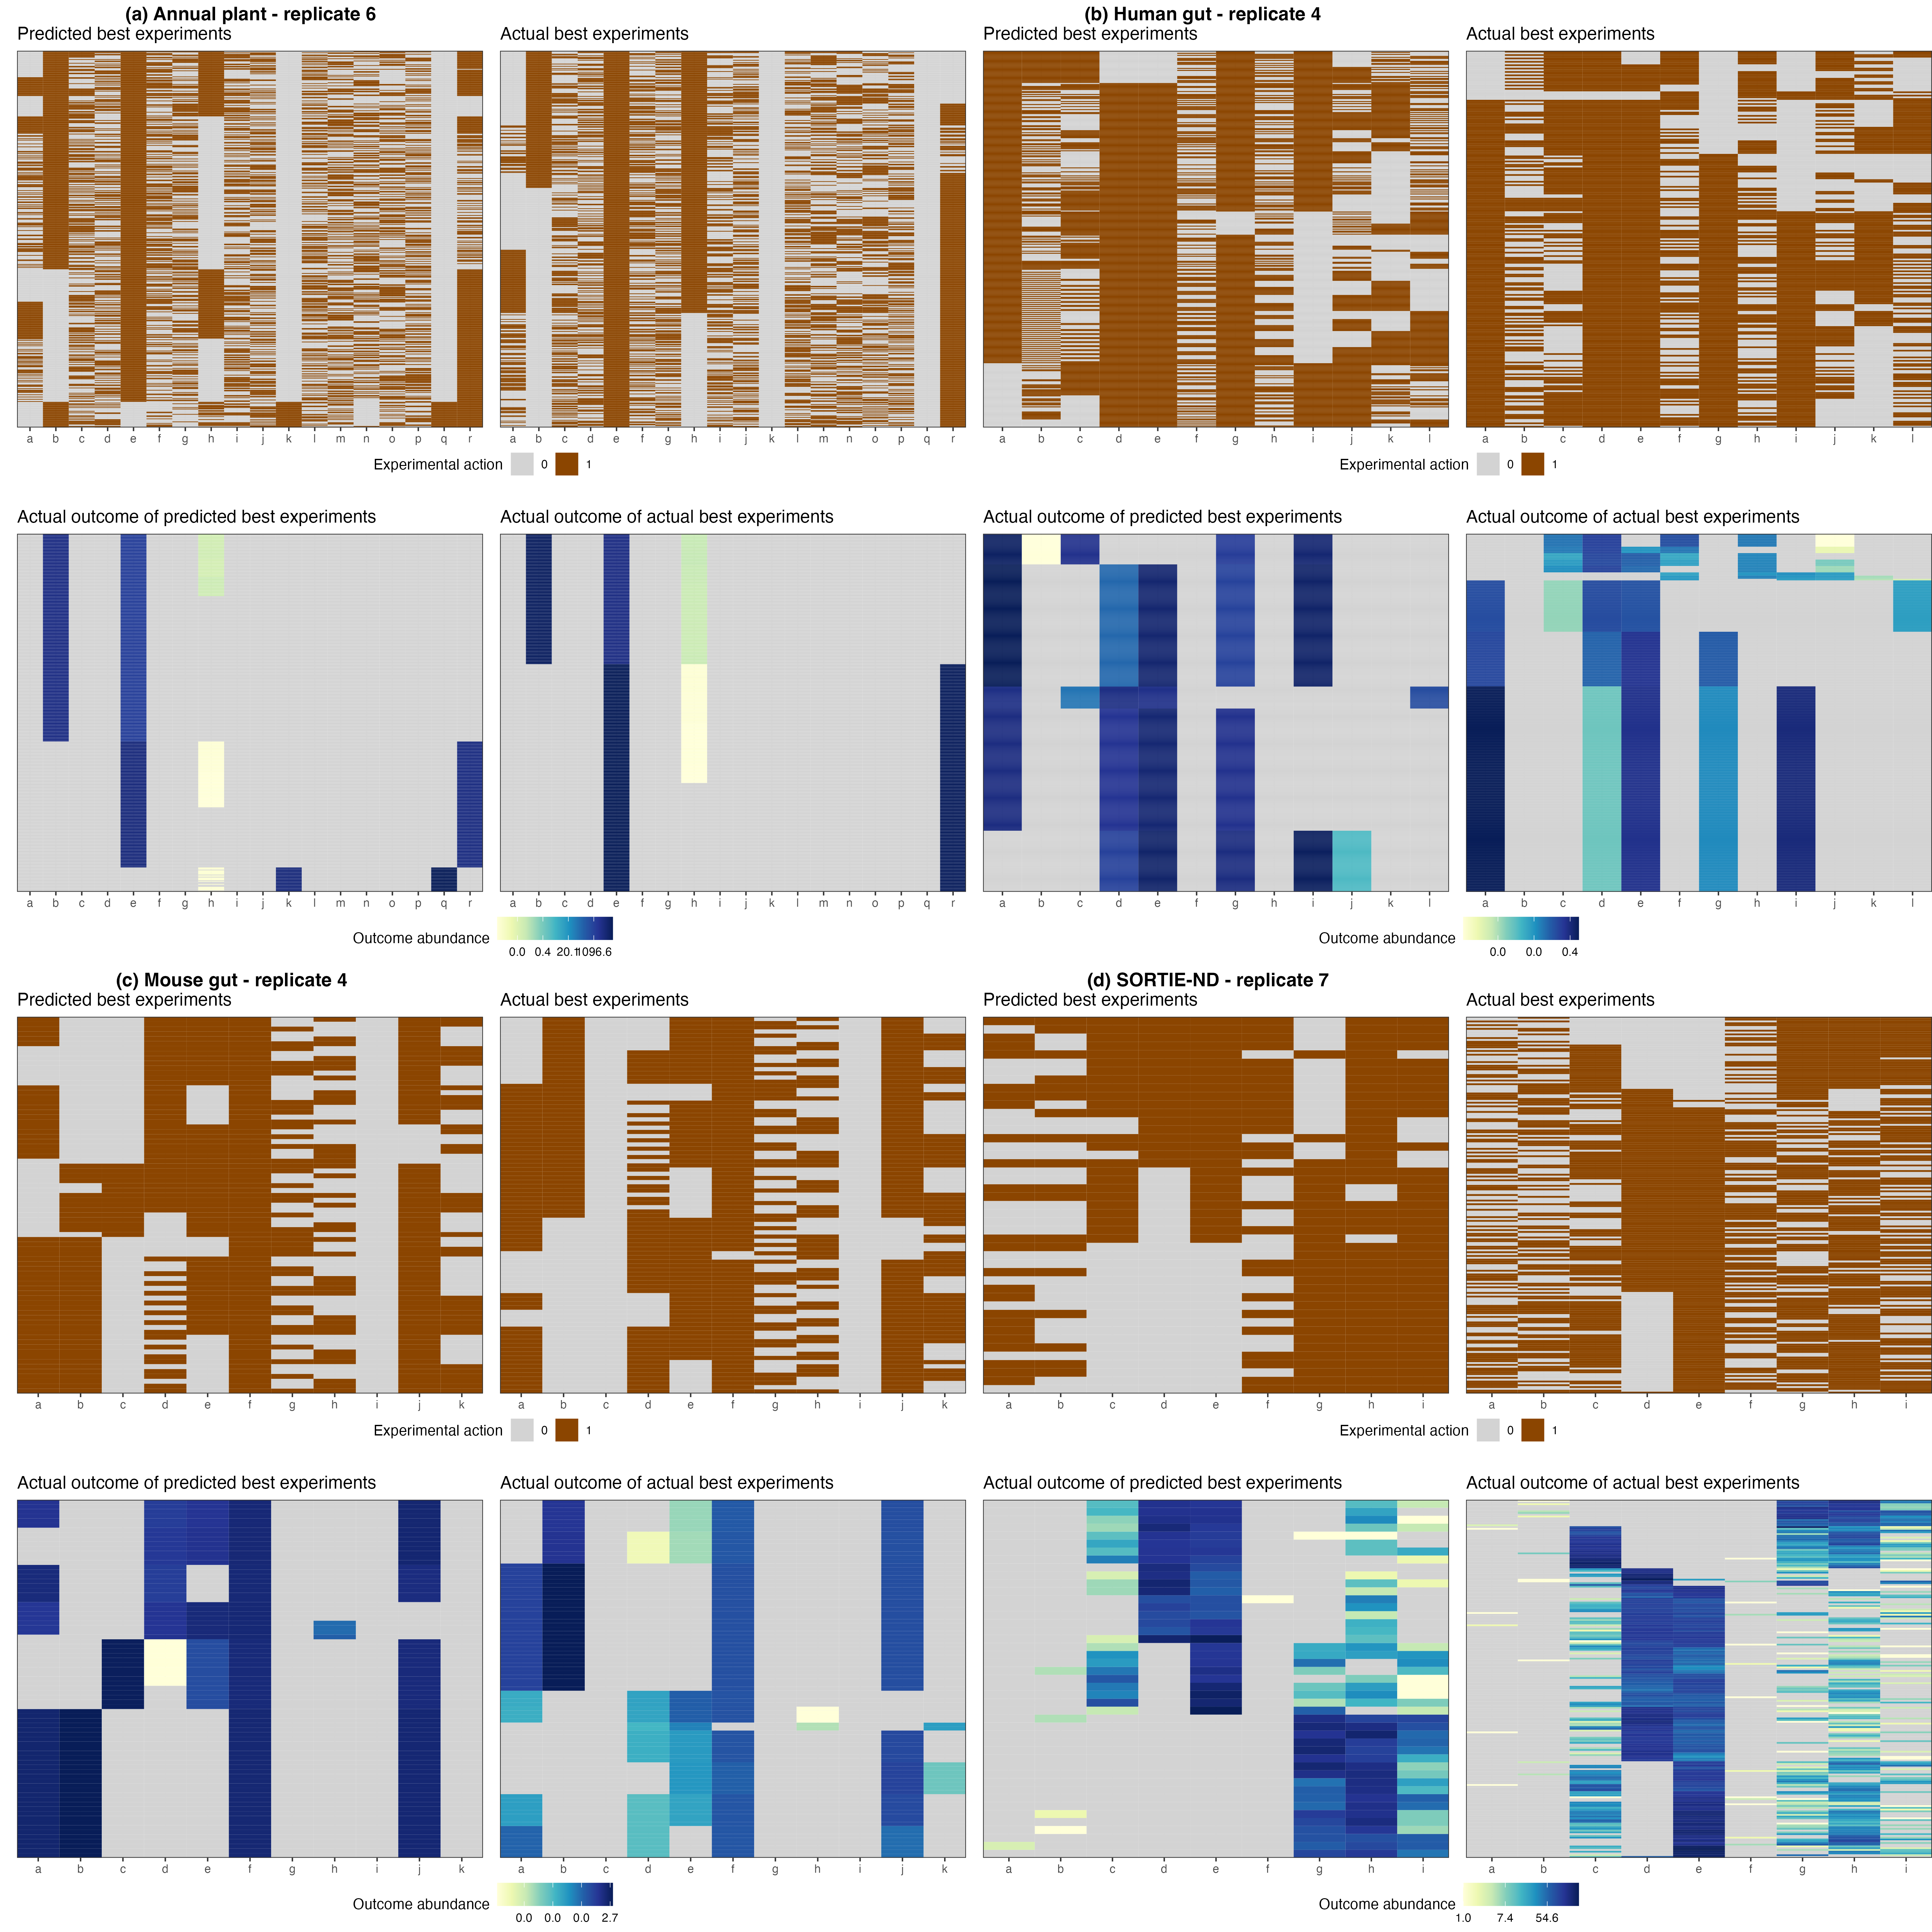 (a) Annual plant - replicate 6
Predicted best experiments
Actual best experiments
a b c d e f g h i j k l m n o p q r
a b c d e f g h i j k l m n o p q r
Experimental action 0 1
Actual outcome of predicted best experiments
Actual outcome of actual best experiments
a b c d e f g h i j k l m n o p q r
a b c d e f g h i j k l m n o p q r
Outcome abundance
0.0 0.4 20.1 1096.6
(b) Human gut - replicate 4
Predicted best experiments
Actual best experiments
a b c d e f g h i j k l
a b c d e f g h i j k l
Experimental action 0 1
Actual outcome of predicted best experiments
Actual outcome of actual best experiments
a b c d e f g h i j k l
a b c d e f g h i j k l
Outcome abundance
0.0 0.0 0.4
(c) Mouse gut - replicate 4
Predicted best experiments
Actual best experiments
a b c d e f g h i j k
a b c d e f g h i j k
Experimental action 0 1
Actual outcome of predicted best experiments
Actual outcome of actual best experiments
a b c d e f g h i j k
a b c d e f g h i j k
Outcome abundance
0.0 0.0 0.0 2.7
(d) SORTIE-ND - replicate 7
Predicted best experiments
Actual best experiments
a b c d e f g h i
a b c d e f g h i
Experimental action 0 1
Actual outcome of predicted best experiments
Actual outcome of actual best experiments
a b c d e f g h i
a b c d e f g h i
Outcome abundance
1.0 7.4 54.6